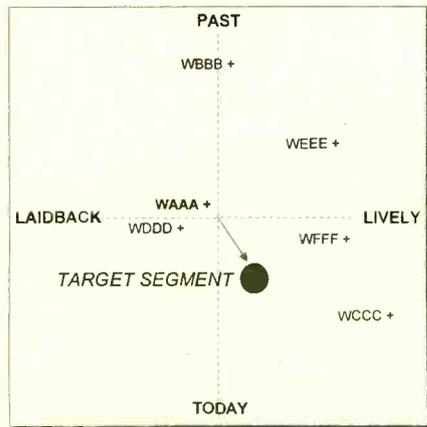 PAST
WBBB +
WEEE +
WAAA +
LAIDBACK
LIVELY
WDDD +
WFFF +
TARGET SEGMENT
WCCC +
TODAY